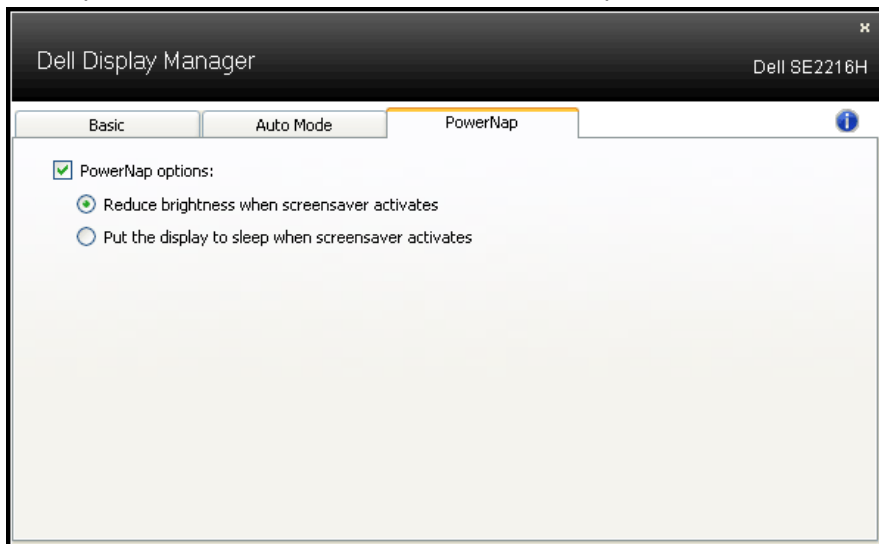 x
Dell Display Manager
Dell SE2216H
Basic
Auto Mode
PowerNap
i
PowerNap options:
Reduce brightness when screensaver activates
Put the display to sleep when screensaver activates